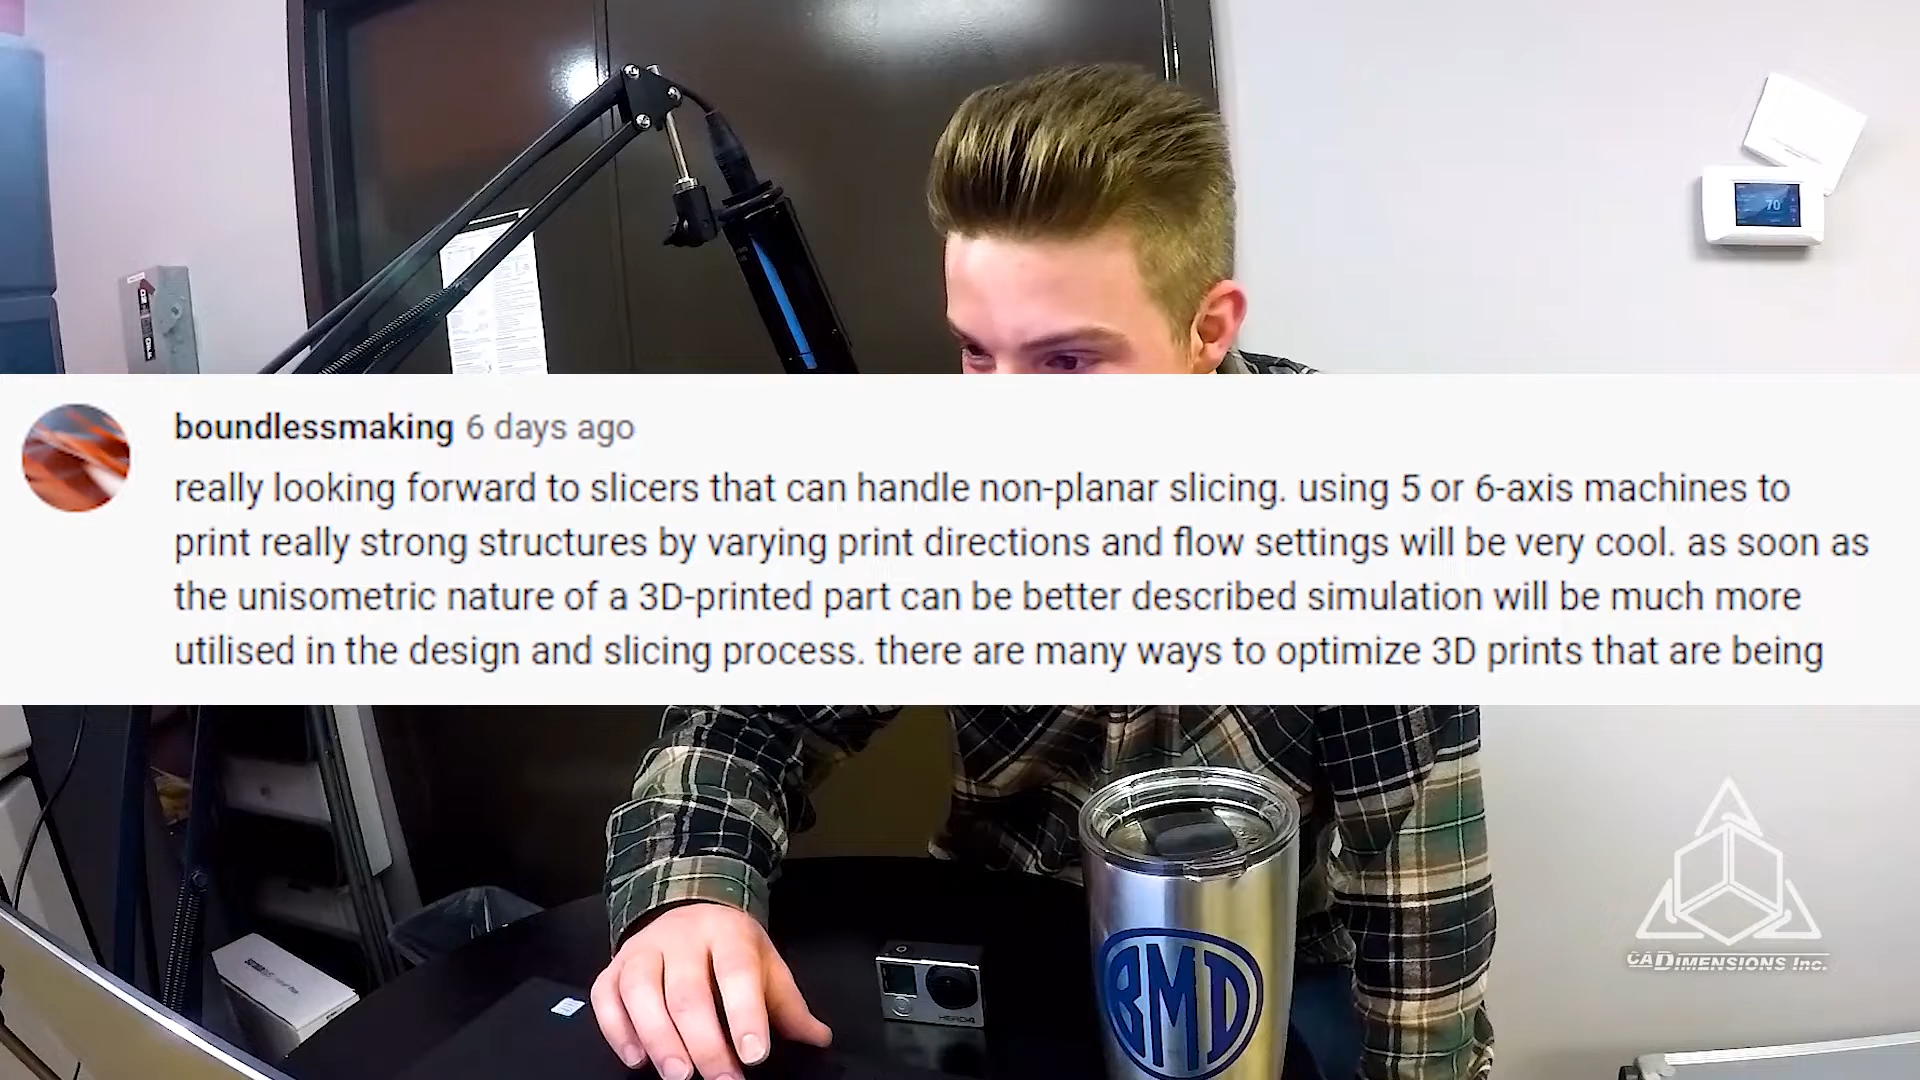 70
boundlessmaking 6 days ago
really looking forward to slicers that can handle non-planar slicing. using 5 or 6-axis machines to
print really strong structures by varying print directions and flow settings will be very cool. as soon as
the unisometric nature of a 3D-printed part can be better described simulation will be much more
utilised in the design and slicing process. there are many ways to optimize 3D prints that are being
CADIMENSIONS Inc.
HERO4
BMD